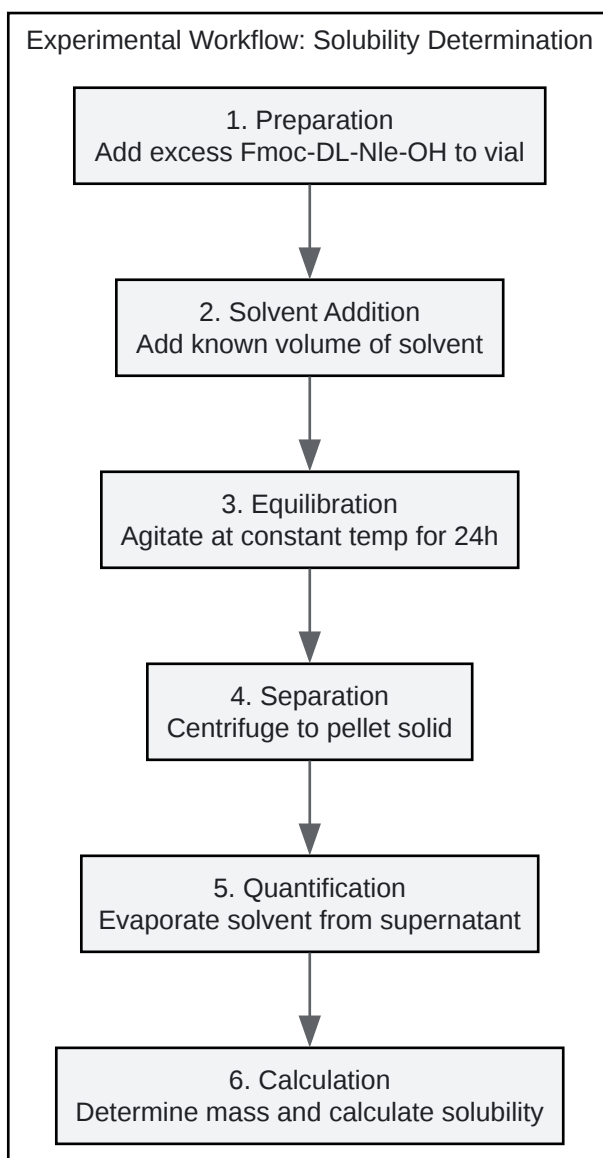 Experimental Workflow: Solubility Determination
1. Preparation
Add excess Fmoc-DL-Nle-OH to vial
2. Solvent Addition
Add known volume of solvent
3. Equilibration
Agitate at constant temp for 24h
4. Separation
Centrifuge to pellet solid
5. Quantification
Evaporate solvent from supernatant
6. Calculation
Determine mass and calculate solubility